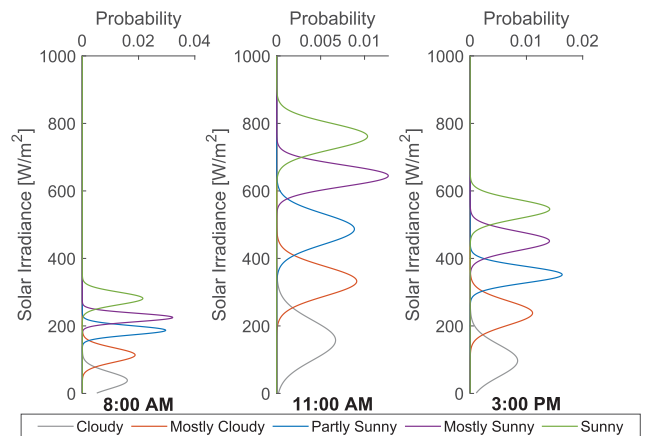 Probability Probability Probability
0 0.02 0.04 0 0.005 0.01 0 0.01 0.02
1000 1000 1000
800 800 800
600 600 600
400 400 400
200 200 200
0 0 0
Solar Irradiance [W/m²] Solar Irradiance [W/m²] Solar Irradiance [W/m²]
8:00 AM 11:00 AM 3:00 PM
Cloudy Mostly Cloudy Partly Sunny Mostly Sunny Sunny